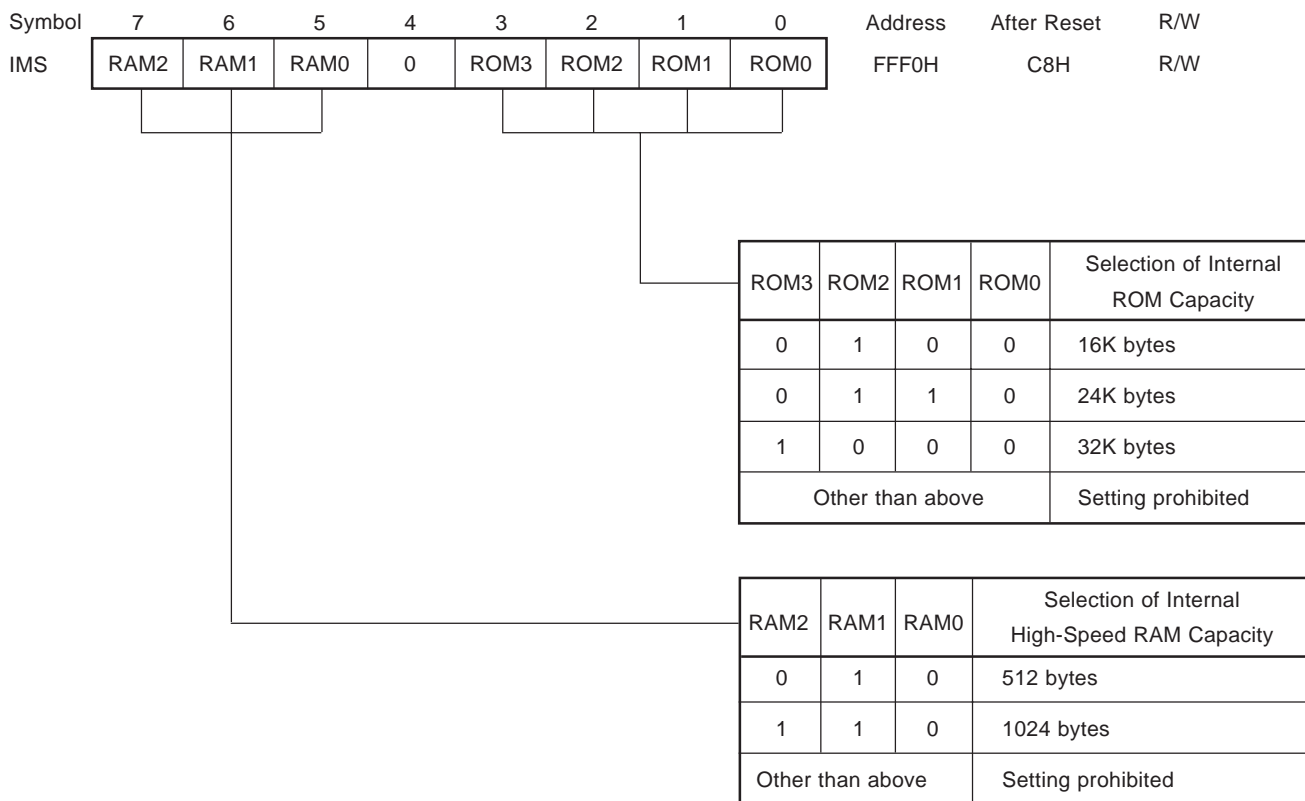 Symbol 7 6 5 4 3 2 1 0 Address After Reset R/W
IMS RAM2 RAM1 RAM0 0 ROM3 ROM2 ROM1 ROM0 FFF0H C8H R/W
ROM3 ROM2 ROM1 ROM0 Selection of Internal
ROM Capacity
0 1 0 0 16K bytes
0 1 1 0 24K bytes
1 0 0 0 32K bytes
Other than above Setting prohibited
RAM2 RAM1 RAM0 Selection of Internal
High-Speed RAM Capacity
0 1 0 512 bytes
1 1 0 1024 bytes
Other than above Setting prohibited